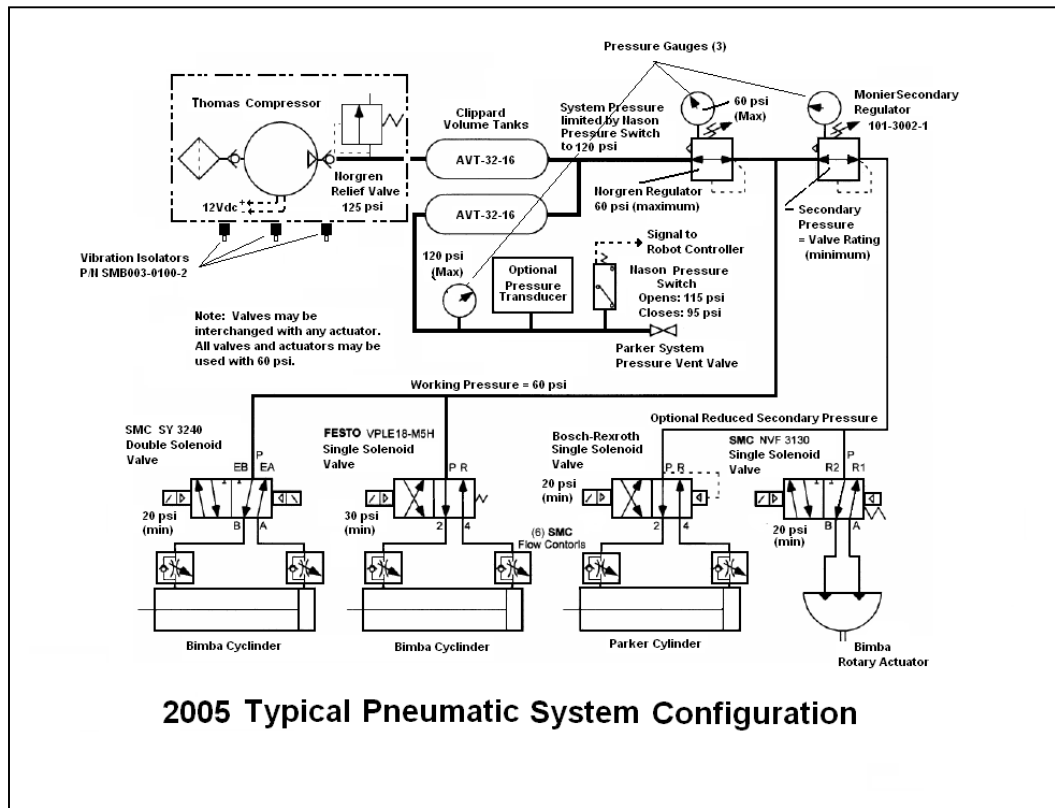 Pressure Gauges (3)
Thomas Compressor
Clippard
Volume Tanks
System Pressure
limited by Nason
Pressure Switch
to 120 psi
60 psi
(Max)
MonierSecondary
Regulator
101-3002-1
AVT-32-16
Norgren
Relief Valve
125 psi
12Vdc
+
-
AVT-32-16
Norgren Regulator
60 psi (maximum)
Secondary
Pressure
= Valve Rating
(minimum)
Vibration Isolators
P/N SMB003-0100-2
120 psi
(Max)
Optional
Pressure
Transducer
Signal to
Robot Controller
Nason Pressure
Switch
Opens: 115 psi
Closes: 95 psi
Note: Valves may be
interchanged with any actuator.
All valves and actuators may be
used with 60 psi.
Parker System
Pressure Vent Valve
Working Pressure = 60 psi
Optional Reduced Secondary Pressure
SMC SY 3240
Double Solenoid
Valve
P
EB EA
B A
20 psi
(min)
FESTO VPLE18-M5H
Single Solenoid
Valve
P R
2 4
30 psi
(min)
(6) SMC
Flow Contorls
Bosch-Rexroth
Single Solenoid
Valve
P R
20 psi
(min)
2 4
SMC NVF 3130
Single Solenoid
Valve
P
R2 R1
B A
20 psi
(min)
Bimba Cyclinder
Bimba Cyclinder
Parker Cylinder
Bimba
Rotary Actuator
2005 Typical Pneumatic System Configuration